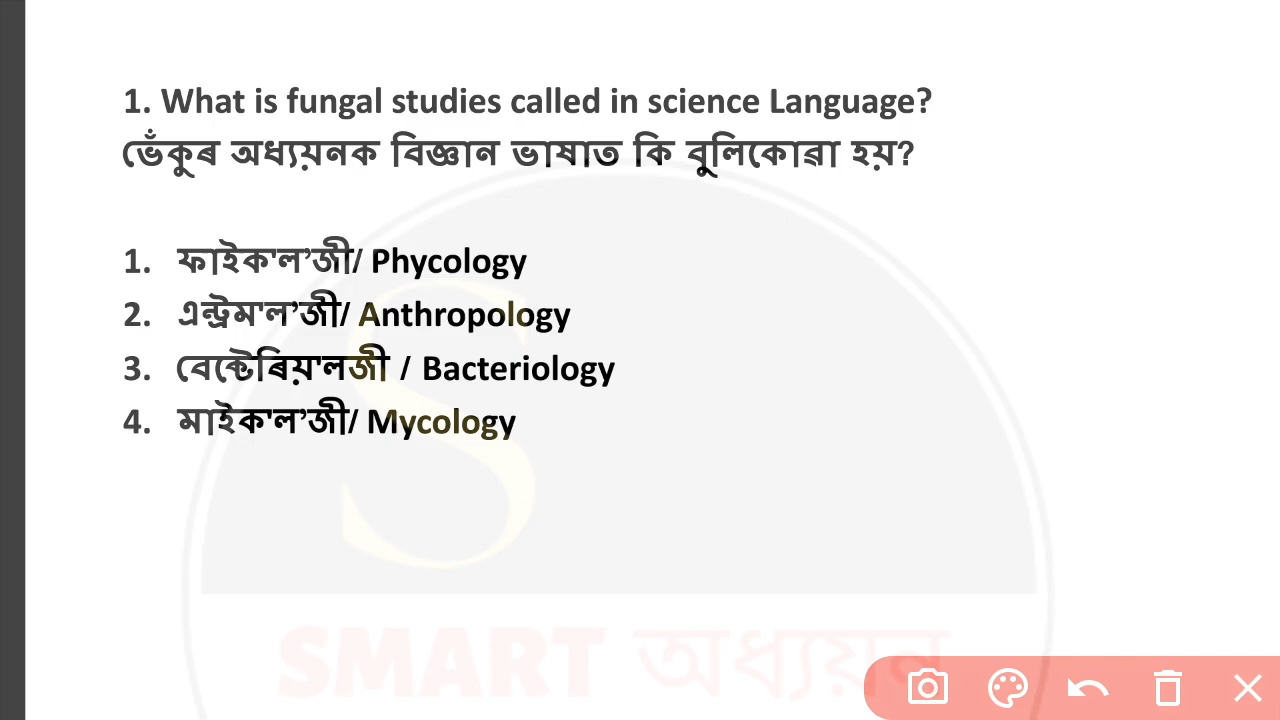 1. What is fungal studies called in science Language?
ভেঁকুৰ অধ্যয়নক বিজ্ঞান ভাষাত কি বুলিকোৱা হয়?
1. ফাইক'ল’জী/ Phycology
2. এন্ট্ৰম'ল’জী/ Anthropology
3. বেক্টেৰিয়'লজী / Bacteriology
4. মাইক'ল’জী/ Mycology
S
SMART অধ্যয়ন